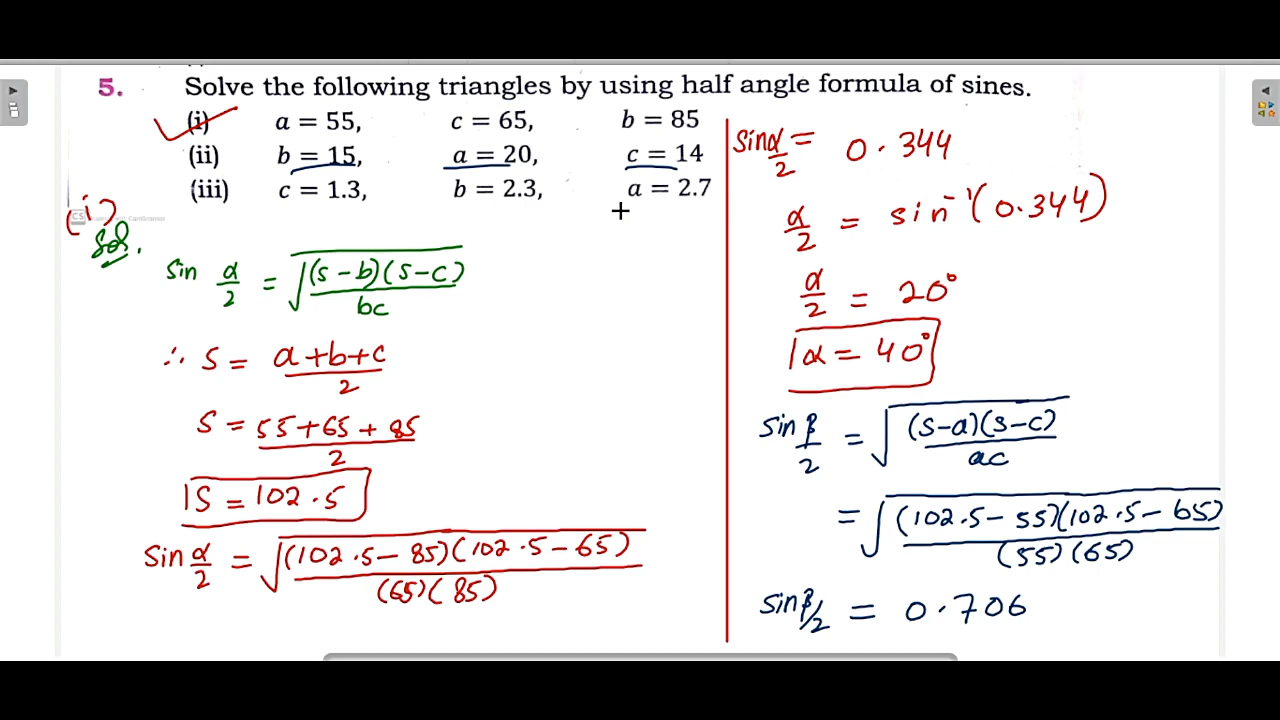 5. Solve the following triangles by using half angle formula of sines.
(i) a = 55, c = 65, b = 85
(ii) b = 15, a = 20, c = 14
(iii) c = 1.3, b = 2.3, a = 2.7
(i)
Sol.
sin α/2 = √((s-b)(s-c)/bc)
∴ S = a+b+c/2
S = 55+65+85/2
S = 102.5
Sin α/2 = √((102.5-85)(102.5-65)/(65)(85))
Sin α/2 = 0.344
α/2 = sin⁻¹(0.344)
α/2 = 20°
α = 40°
Sin β/2 = √((s-a)(s-c)/ac)
= √((102.5-55)(102.5-65)/(55)(65))
sin β/2 = 0.706